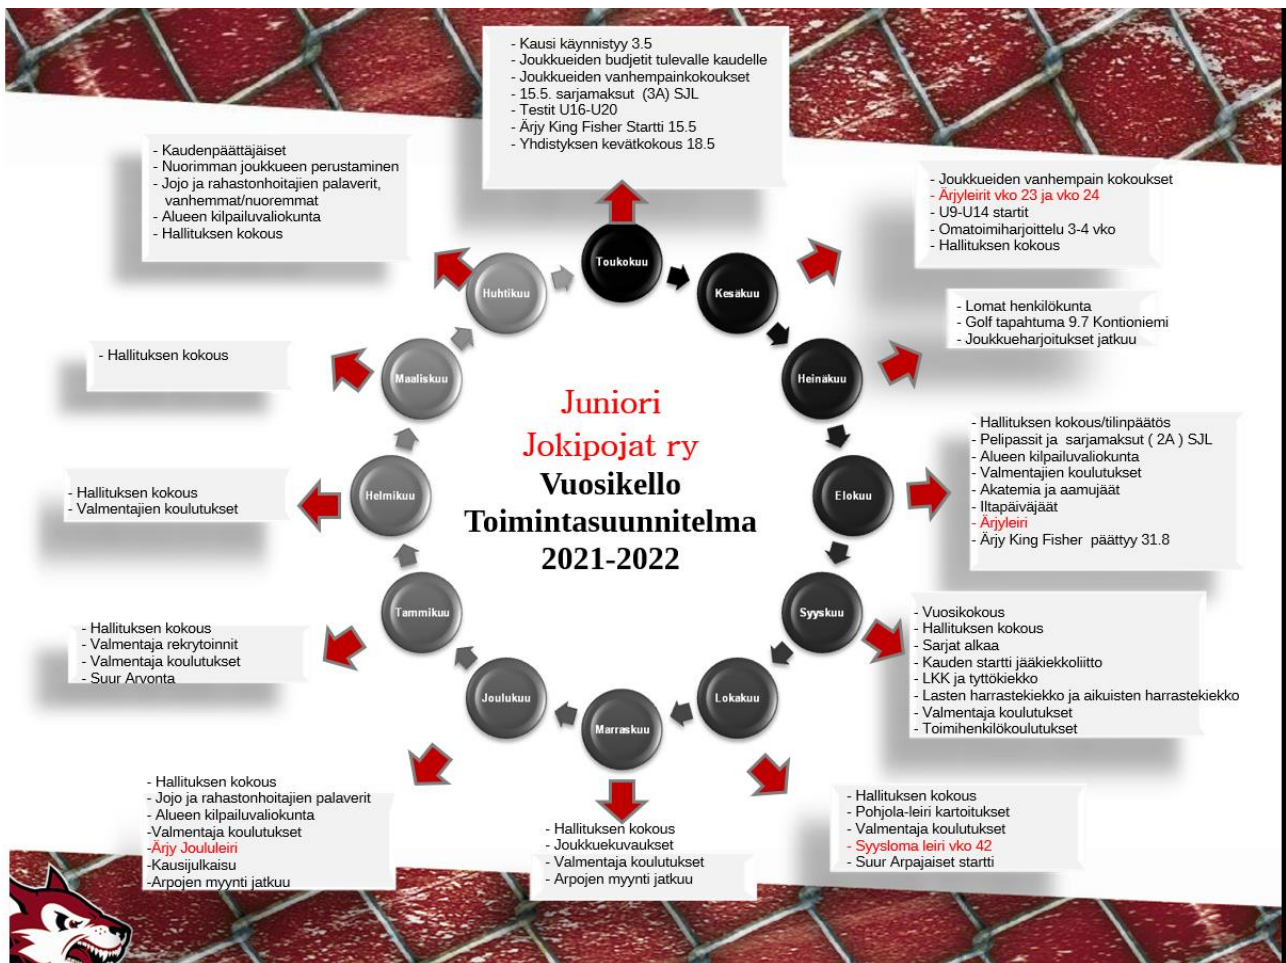 - Kausi käynnistyy 3.5
- Joukkueiden budjetit tulevalle kaudelle
- Joukkueiden vanhempainkokoukset
- 15.5. sarjamaksut (3A) SJL
- Testit U16-U20
- Ärjy King Fisher Startti 15.5
- Yhdistyksen kevätkokous 18.5
- Kaudenpäättäjäiset
- Nuorimman joukkueen perustaminen
- Jojo ja rahastonhoitajien palaverit,
vanhemmat/nuoremmat
- Alueen kilpailuvaliokunta
- Hallituksen kokous
- Joukkueiden vanhempain kokoukset
- Ärjyleirit vko 23 ja vko 24
- U9-U14 startit
- Omatoimiharjoittelu 3-4 vko
- Hallituksen kokous
Toukokuu
Huhtikuu
Kesäkuu
- Lomat henkilökunta
- Golf tapahtuma 9.7 Kontioniemi
- Joukkueharjoitukset jatkuu
- Hallituksen kokous
Maaliskuu
Heinäkuu
Juniori
Jokipojat ry
Vuosikello
Toimintasuunnitelma
2021-2022
- Hallituksen kokous/tilinpäätös
- Pelipassit ja sarjamaksut ( 2A ) SJL
- Alueen kilpailuvaliokunta
- Valmentajien koulutukset
- Akatemia ja aamujäät
- Iltapäiväjäät
- Ärjyleiri
- Ärjy King Fisher päättyy 31.8
- Hallituksen kokous
- Valmentajien koulutukset
Helmikuu
Elokuu
Tammikuu
Syyskuu
- Hallituksen kokous
- Valmentaja rekrytoinnit
- Valmentaja koulutukset
- Suur Arvonta
- Vuosikokous
- Hallituksen kokous
- Sarjat alkaa
- Kauden startti jääkiekkoliitto
- LKK ja tyttökiekko
- Lasten harrastekiekko ja aikuisten harrastekiekko
- Valmentaja koulutukset
- Toimihenkilökoulutukset
Joulukuu
Marraskuu
Lokakuu
- Hallituksen kokous
- Jojo ja rahastonhoitajien palaverit
- Alueen kilpailuvaliokunta
-Valmentaja koulutukset
-Ärjy Joululeiri
-Kausijulkaisu
-Arpojen myynti jatkuu
- Hallituksen kokous
- Joukkuekuvaukset
- Valmentaja koulutukset
- Arpojen myynti jatkuu
- Hallituksen kokous
- Pohjola-leiri kartoitukset
- Valmentaja koulutukset
- Syysloma leiri vko 42
- Suur Arpajaiset startti